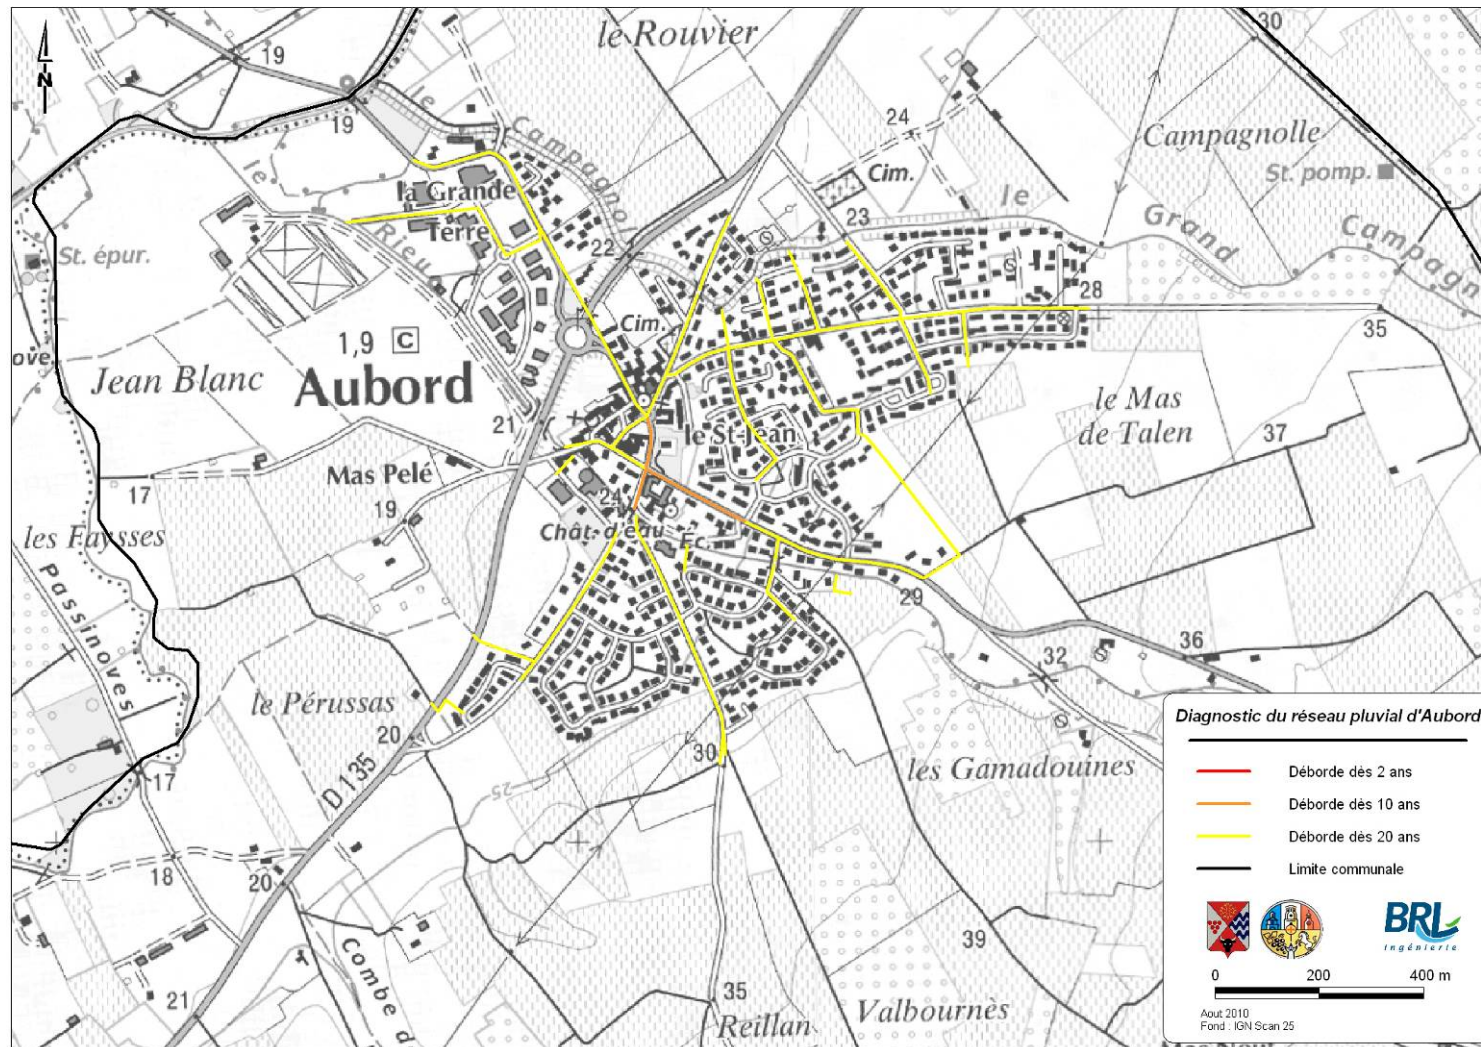 N
le Rouvier
30
19
le
Campagnol
19
24
Campagnolle
St. pomp.
Cim.
la Grande
Terre
le
Rieu
23
le
Grand
Campagn
22
St. épur.
28
35
Cim.
1,9 C
Jean Blanc
Aubord
21
le St-Jean
le Mas
de Talen
37
Mas Pelé
17
19
24
Chât. d'eau
Éc.
les Faysses
Passinoves
29
36
32
le Pérussas
20
30
les Gamadouines
25
17
D 135
18
20
39
Combe de
21
35
Reillan
Valbournès
Diagnostic du réseau pluvial d'Aubord
Déborde dès 2 ans
Déborde dès 10 ans
Déborde dès 20 ans
Limite communale
BRL
Ingénierie
0 200 400 m
Aout 2010
Fond : IGN Scan 25